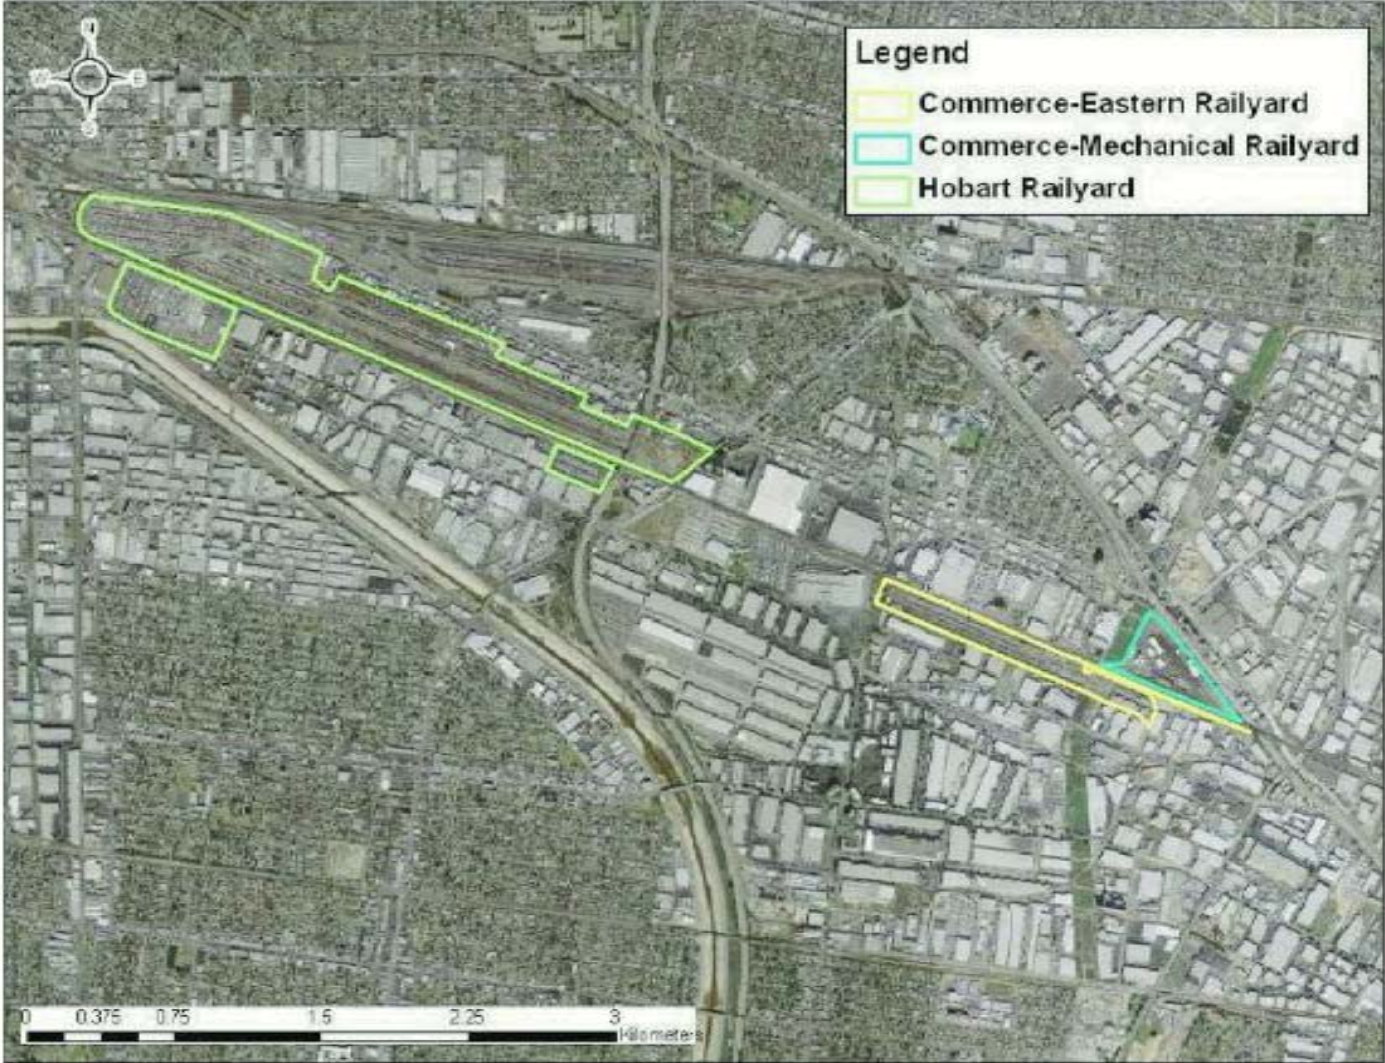 N
W E
S
Legend
Commerce-Eastern Railyard
Commerce-Mechanical Railyard
Hobart Railyard
0 0.375 0.75 1.5 2.25 3
Kilometers